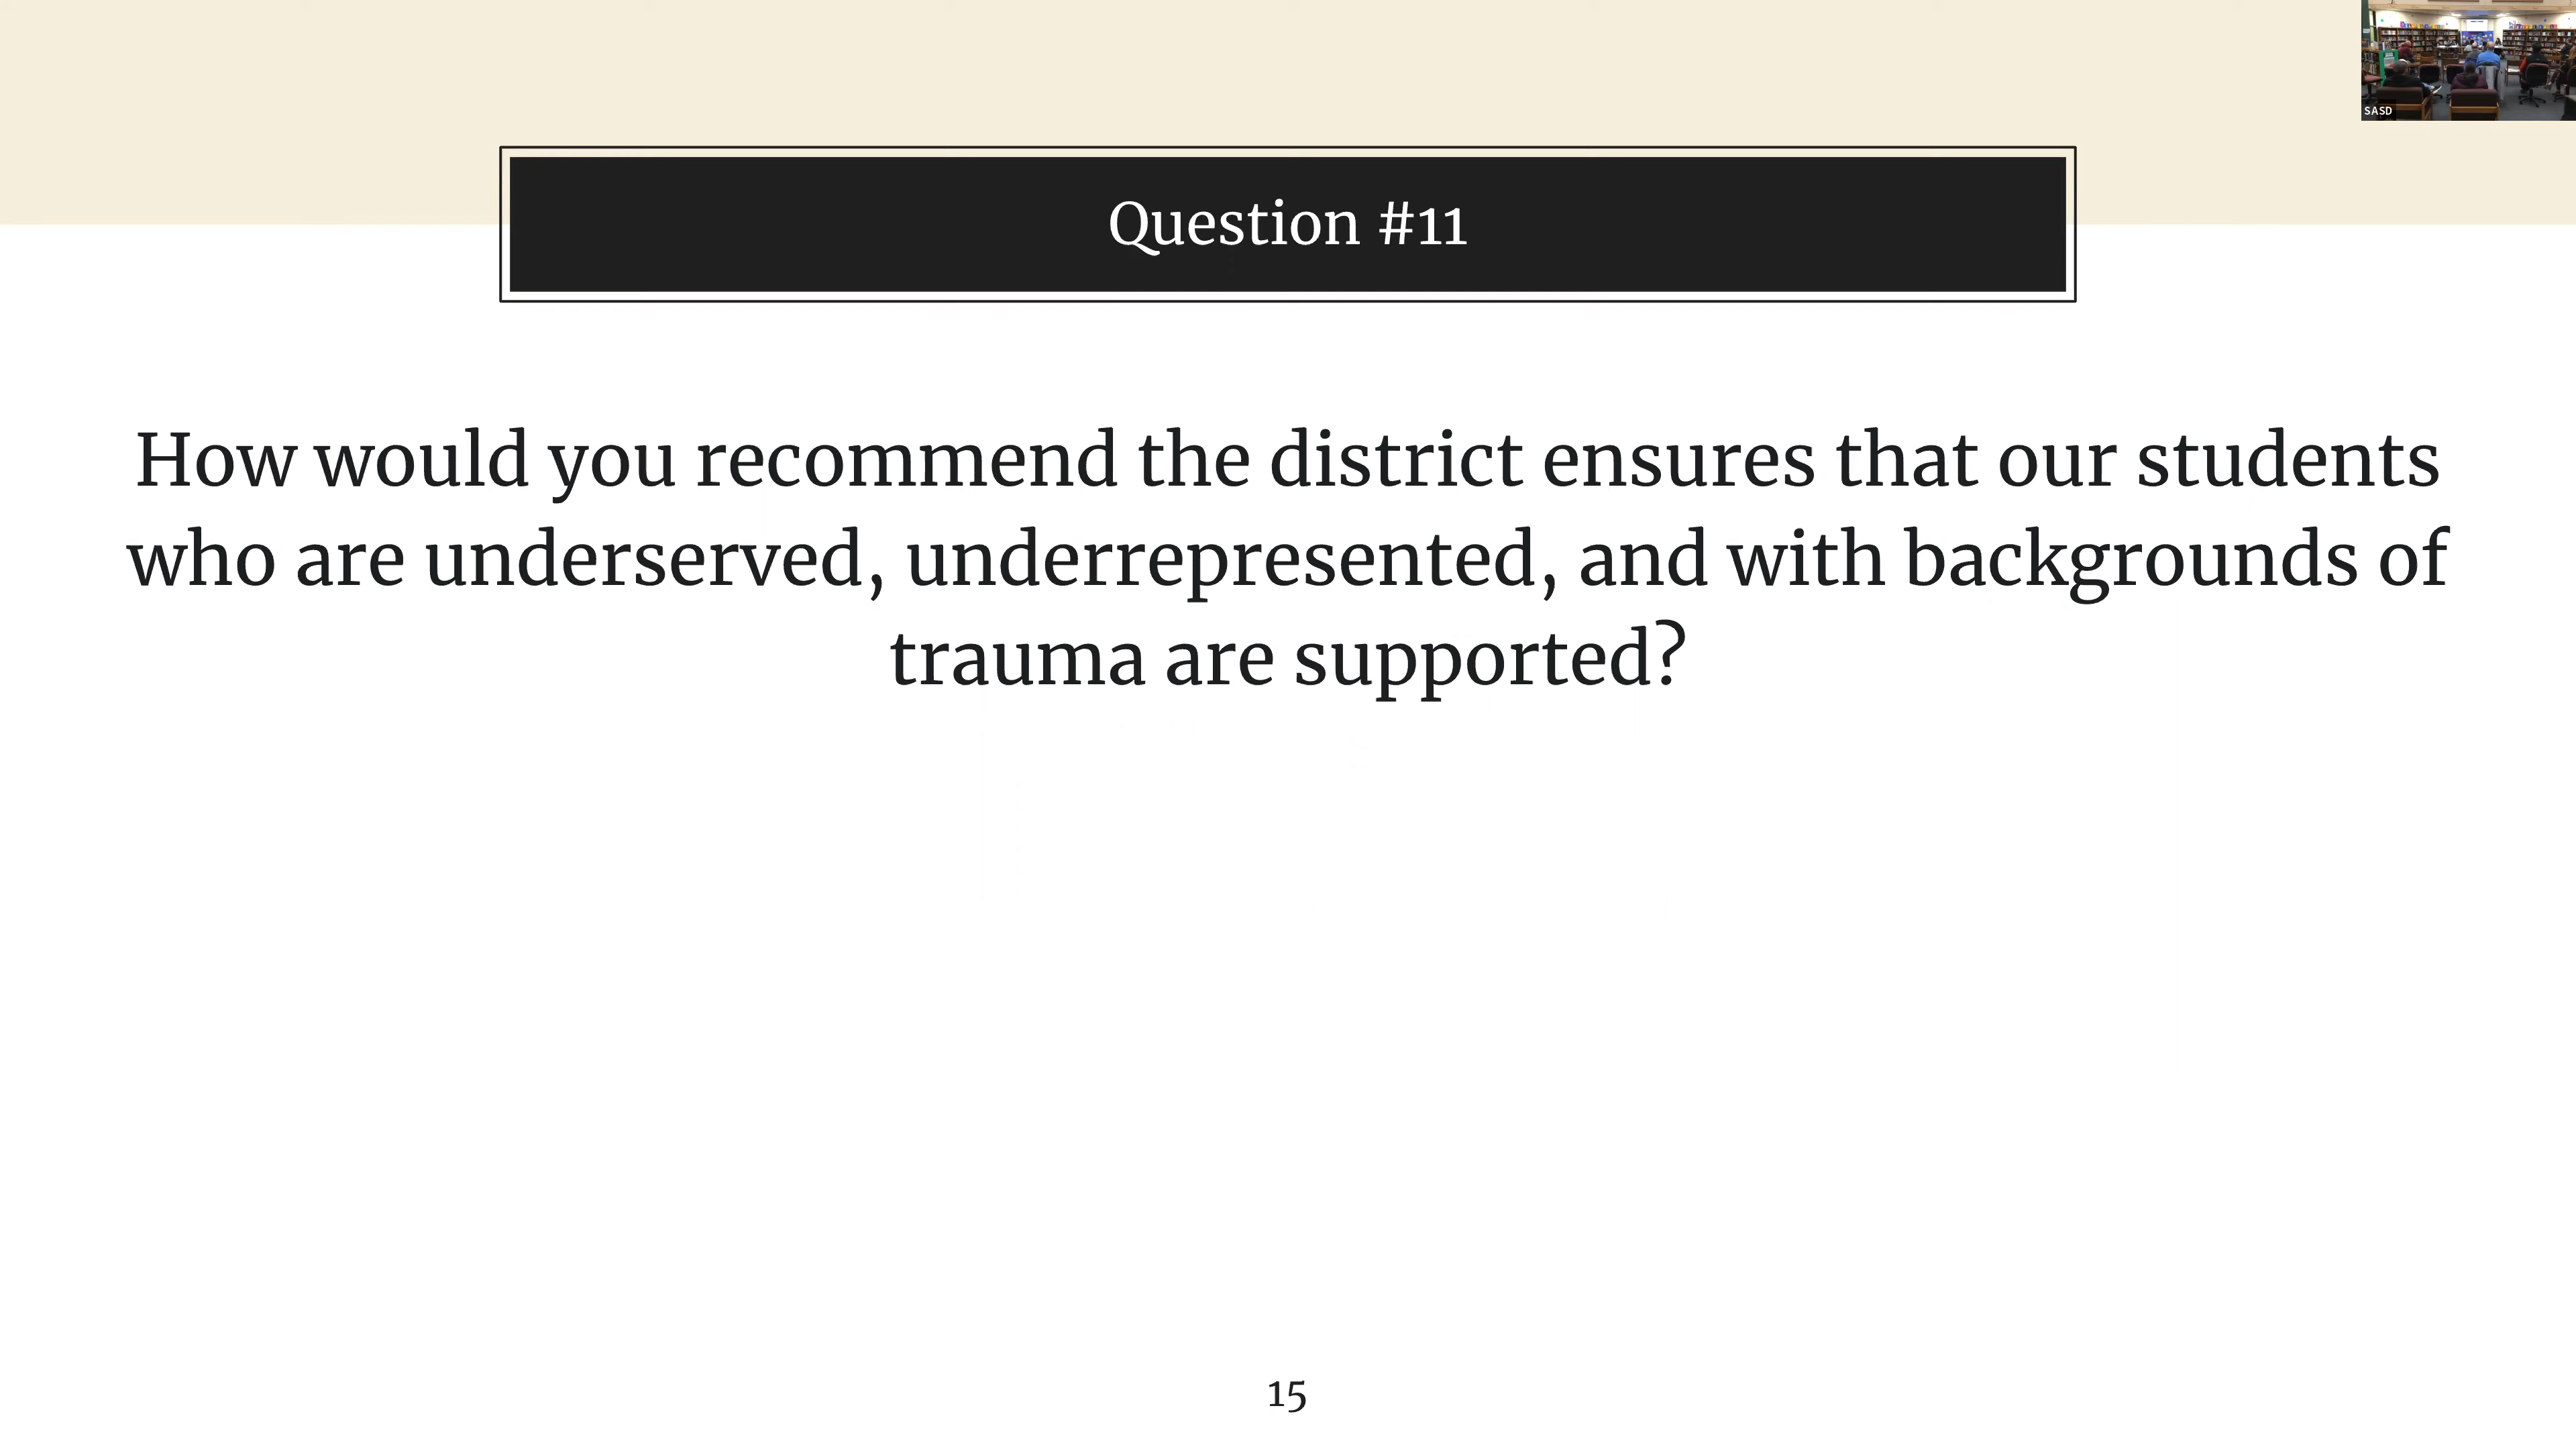 SASD
Question #11
How would you recommend the district ensures that our students
who are underserved, underrepresented, and with backgrounds of
trauma are supported?
15